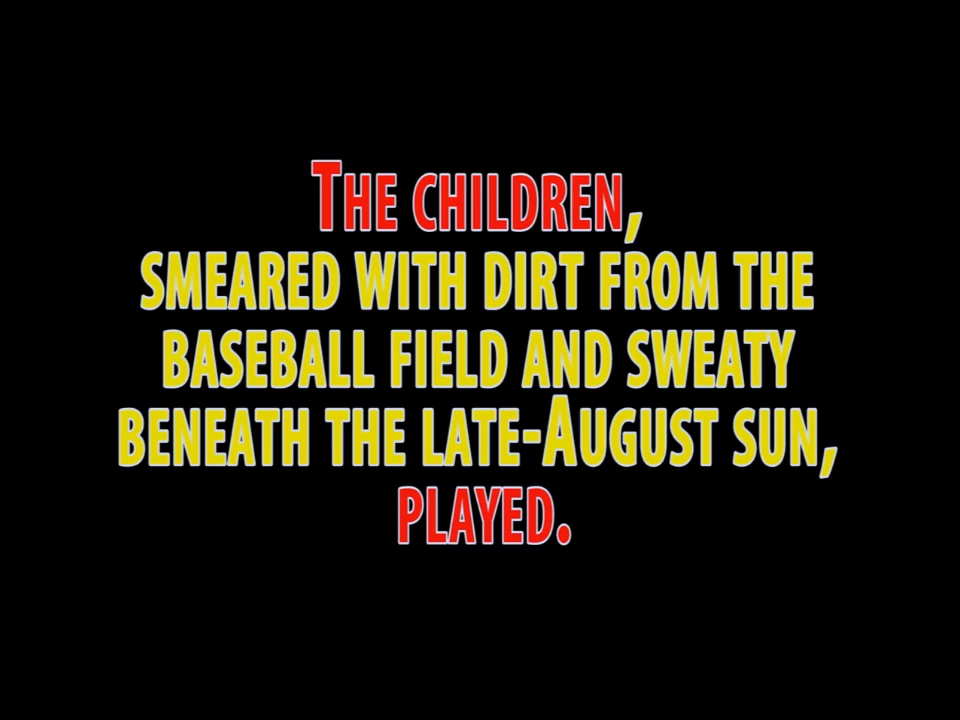 The children,
smeared with dirt from the
baseball field and sweaty
beneath the late-August sun,
played.